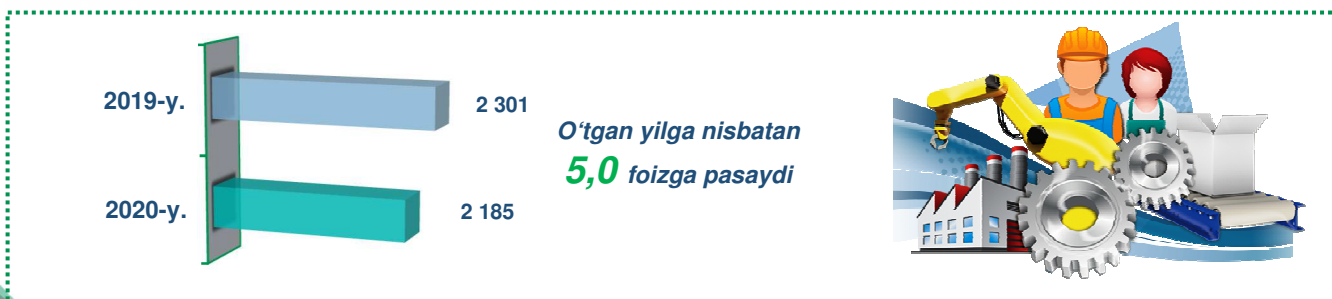 2019-y.
2 301
O‘tgan yilga nisbatan
5,0 foizga pasaydi
2020-y.
2 185